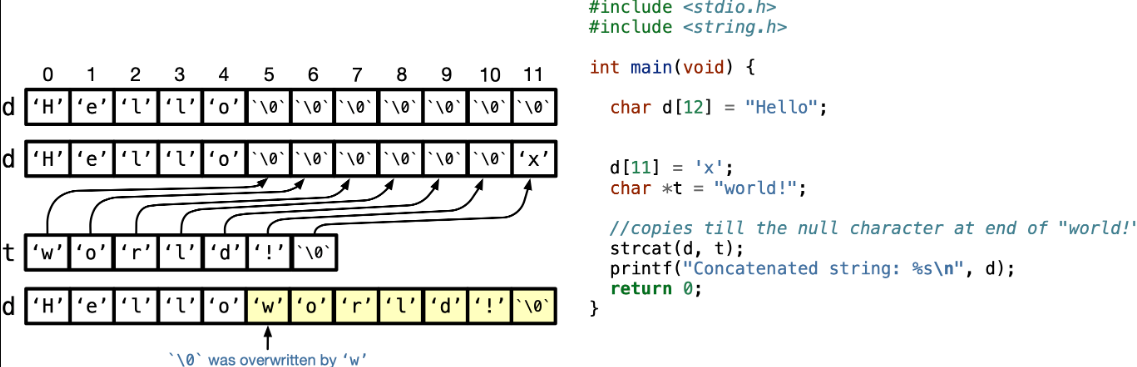 0 1 2 3 4 5 6 7 8 9 10 11
d 'H' 'e' 'l' 'l' 'o' `\0` `\0` `\0` `\0` `\0` `\0` `\0`
d 'H' 'e' 'l' 'l' 'o' `\0` `\0` `\0` `\0` `\0` `\0` 'x'
t 'w' 'o' 'r' 'l' 'd' '!' `\0`
d 'H' 'e' 'l' 'l' 'o' 'w' 'o' 'r' 'l' 'd' '!' `\0`
`\0` was overwritten by 'w'
#include <stdio.h>
#include <string.h>
int main(void) {
char d[12] = "Hello";
d[11] = 'x';
char *t = "world!";
//copies till the null character at end of "world!"
strcat(d, t);
printf("Concatenated string: %s\n", d);
return 0;
}